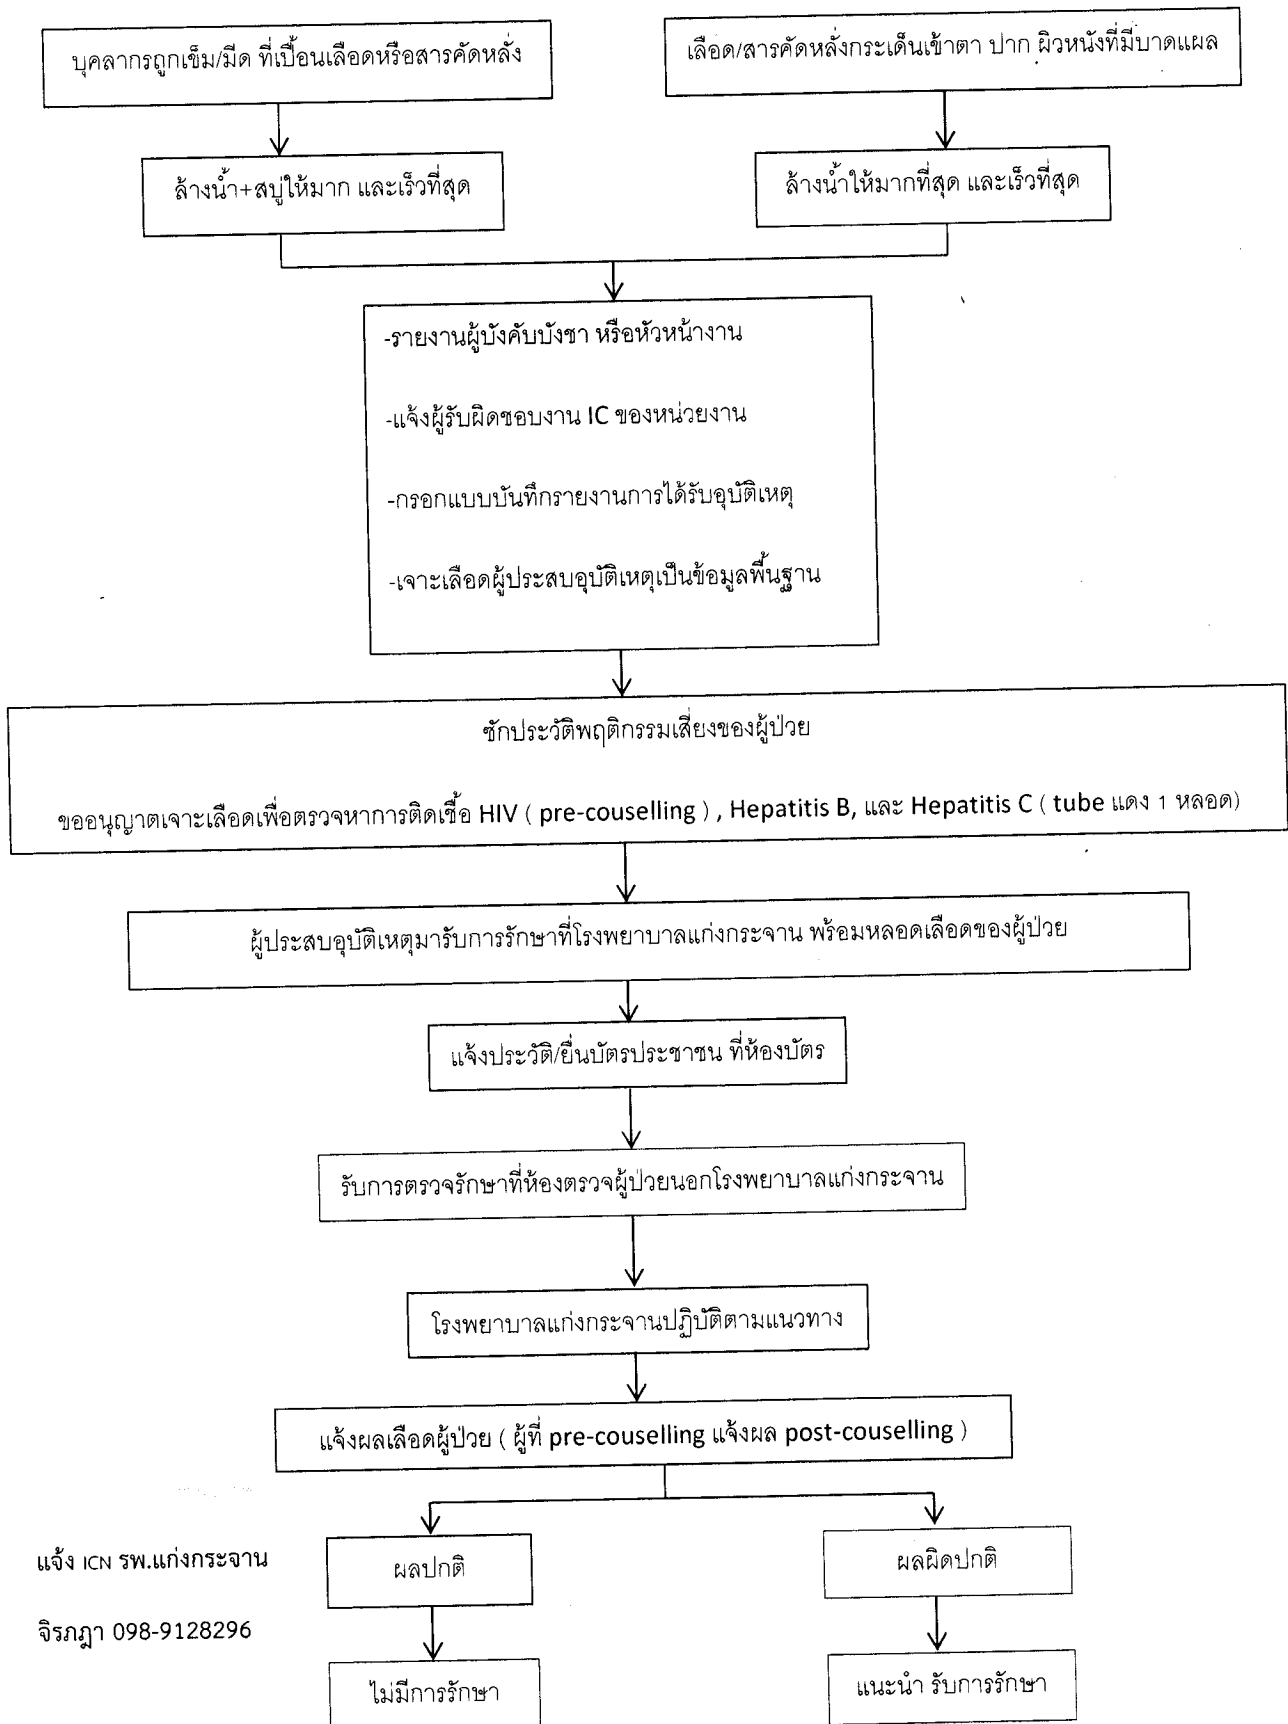 บุคลากรถูกเข็ม/มีด ที่เปื้อนเลือดหรือสารคัดหลั่ง
เลือด/สารคัดหลั่งกระเด็นเข้าตา ปาก ผิวหนังที่มีบาดแผล
ล้างน้ำ+สบู่ให้มาก และเร็วที่สุด
ล้างน้ำให้มากที่สุด และเร็วที่สุด
-รายงานผู้บังคับบังชา หรือหัวหน้างาน
-แจ้งผู้รับผิดชอบงาน IC ของหน่วยงาน
-กรอกแบบบันทึกรายงานการได้รับอุบัติเหตุ
-เจาะเลือดผู้ประสบอุบัติเหตุเป็นข้อมูลพื้นฐาน
ซักประวัติพฤติกรรมเสี่ยงของผู้ป่วย
ขออนุญาตเจาะเลือดเพื่อตรวจหาการติดเชื้อ HIV ( pre-couselling ) , Hepatitis B, และ Hepatitis C ( tube แดง 1 หลอด)
ผู้ประสบอุบัติเหตุมารับการรักษาที่โรงพยาบาลแก่งกระจาน พร้อมหลอดเลือดของผู้ป่วย
แจ้งประวัติ/ยื่นบัตรประชาชน ที่ห้องบัตร
รับการตรวจรักษาที่ห้องตรวจผู้ป่วยนอกโรงพยาบาลแก่งกระจาน
โรงพยาบาลแก่งกระจานปฏิบัติตามแนวทาง
แจ้งผลเลือดผู้ป่วย ( ผู้ที่ pre-couselling แจ้งผล post-couselling )
แจ้ง ICN รพ.แก่งกระจาน
จิรภฎา 098-9128296
ผลปกติ
ผลผิดปกติ
ไม่มีการรักษา
แนะนำ รับการรักษา